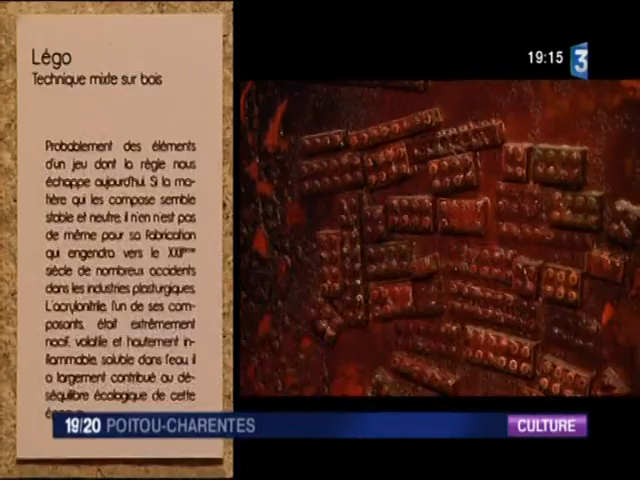 Légo
Technique mixte sur bois
Probablement des éléments
d'un jeu dont la règle nous
échappe aujourd'hui. Si la ma-
tière qui les compose semble
stable et neutre, il n'en n'est pas
de même pour sa fabrication
qui engendra vers le XXIème
siècle de nombreux accidents
dans les industries plasturgiques.
L'acrylonitrile, l'un de ses com-
posants, était extrêmement
nocif, volatile et hautement in-
flammable, soluble dans l'eau, il
a largement contribué au dé-
séquilibre écologique de cette
19:15 3
19/20 POITOU-CHARENTES
CULTURE